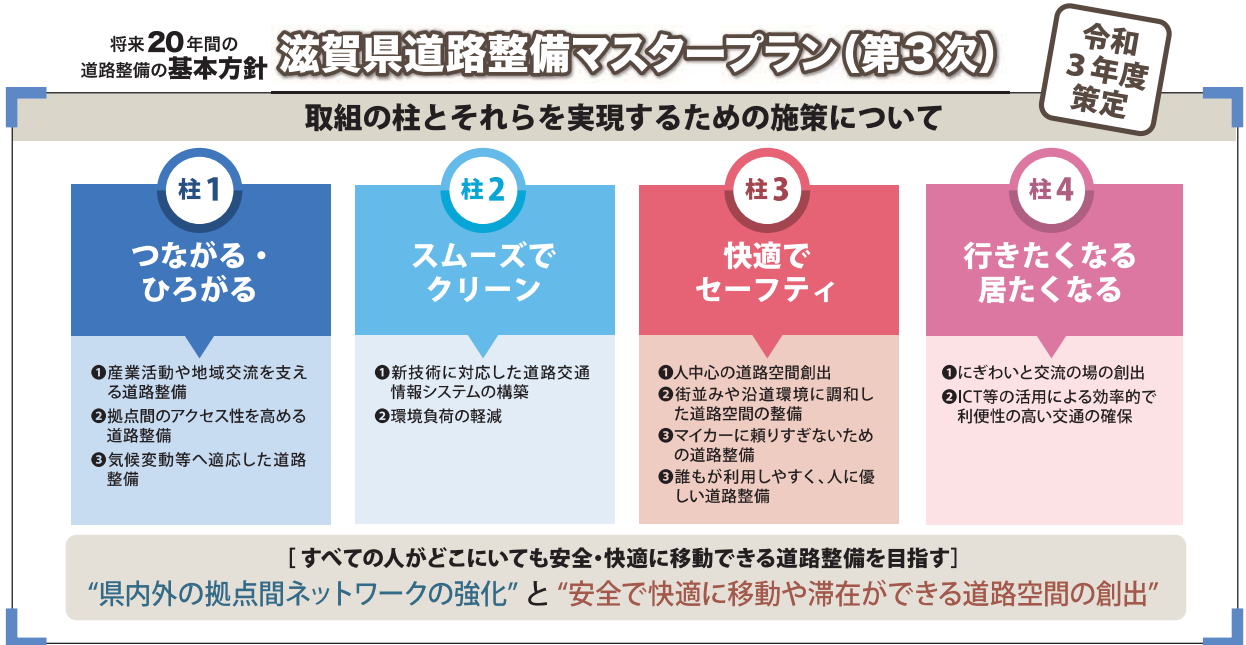 将来20年間の
道路整備の基本方針
滋賀県道路整備マスタープラン(第3次)
令和
3年度
策定
取組の柱とそれらを実現するための施策について
柱1
つながる・
ひろがる
❶産業活動や地域交流を支え
る道路整備
❷拠点間のアクセス性を高める
道路整備
❸気候変動等へ適応した道路
整備
柱2
スムーズで
クリーン
❶新技術に対応した道路交通
情報システムの構築
❷環境負荷の軽減
柱3
快適で
セーフティ
❶人中心の道路空間創出
❷街並みや沿道環境に調和し
た道路空間の整備
❸マイカーに頼りすぎないため
の道路整備
❸誰もが利用しやすく、人に優
しい道路整備
柱4
行きたくなる
居たくなる
❶にぎわいと交流の場の創出
❷ICT等の活用による効率的で
利便性の高い交通の確保
[すべての人がどこにいても安全・快適に移動できる道路整備を目指す]
“県内外の拠点間ネットワークの強化”と“安全で快適に移動や滞在ができる道路空間の創出”